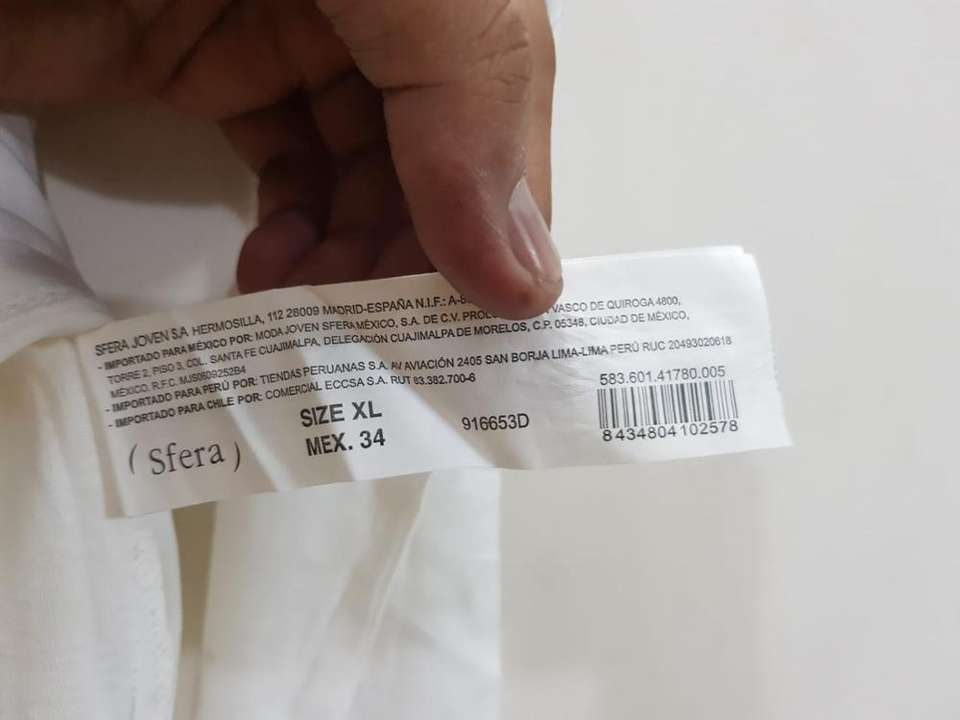 SFERA JOVEN S.A. HERMOSILLA, 112 28009 MADRID-ESPAÑA N.I.F.: A-8
- IMPORTADO PARA MÉXICO POR: MODA JOVEN SFERA MÉXICO, S.A. DE C.V. VASCO DE QUIROGA 4800,
TORRE 2, PISO 3, COL. SANTA FE CUAJIMALPA, DELEGACIÓN CUAJIMALPA DE MORELOS, C.P. 05348, CIUDAD DE MÉXICO,
MÉXICO. R.F.C. MJS0609252B4
- IMPORTADO PARA PERÚ POR: TIENDAS PERUANAS S.A. AV AVIACIÓN 2405 SAN BORJA LIMA-LIMA PERÚ RUC 20493020618
- IMPORTADO PARA CHILE POR: COMERCIAL ECCSA S.A. RUT 83.382.700-6
(Sfera)
SIZE XL
MEX. 34
916653D
583.601.41780.005
8434804102578